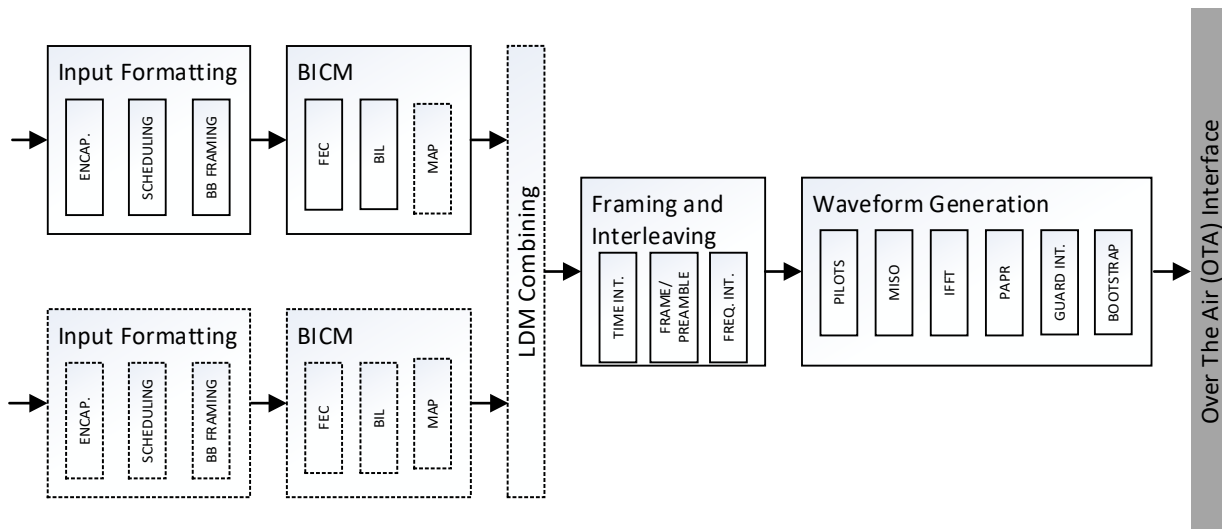 Input Formatting
ENCAP.
SCHEDULING
BB FRAMING
BICM
FEC
BIL
MAP
Input Formatting
ENCAP.
SCHEDULING
BB FRAMING
BICM
FEC
BIL
MAP
LDM Combining
Framing and
Interleaving
TIME INT.
FRAME/
PREAMBLE
FREQ. INT.
Waveform Generation
PILOTS
MISO
IFFT
PAPR
GUARD INT.
BOOTSTRAP
Over The Air (OTA) Interface